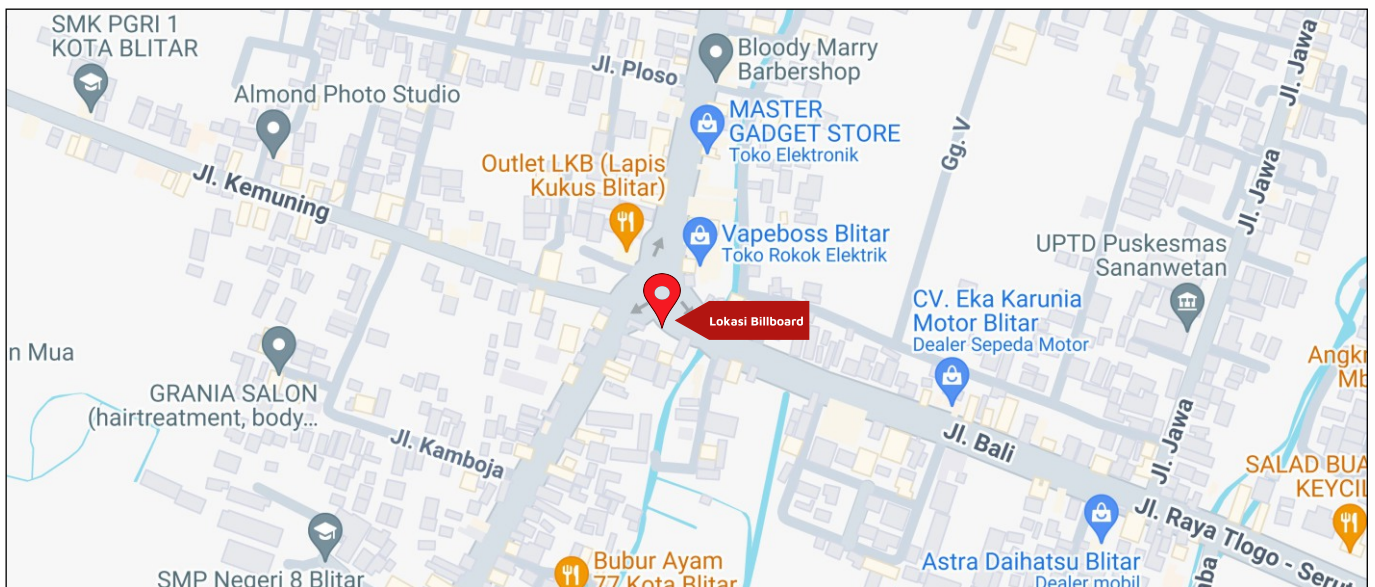 SMK PGRI 1
KOTA BLITAR
Almond Photo Studio
Jl. Ploso
Bloody Marry
Barbershop
MASTER
GADGET STORE
Toko Elektronik
Outlet LKB (Lapis
Kukus Blitar)
Jl. Kemuning
Vapeboss Blitar
Toko Rokok Elektrik
Gg. V
Jl. Jawa
Jl. Jawa
UPTD Puskesmas
Sananwetan
Lokasi Billboard
CV. Eka Karunia
Motor Blitar
Dealer Sepeda Motor
n Mua
GRANIA SALON
(hairtreatment, body...
Jl. Kamboja
Jl. Bali
Jl. Jawa
SALAD BUA
KEYCIL
Jl. Raya Tlogo - Serut
Astra Daihatsu Blitar
Dealer mobil
SMP Negeri 8 Blitar
Bubur Ayam
77 Kota Blitar